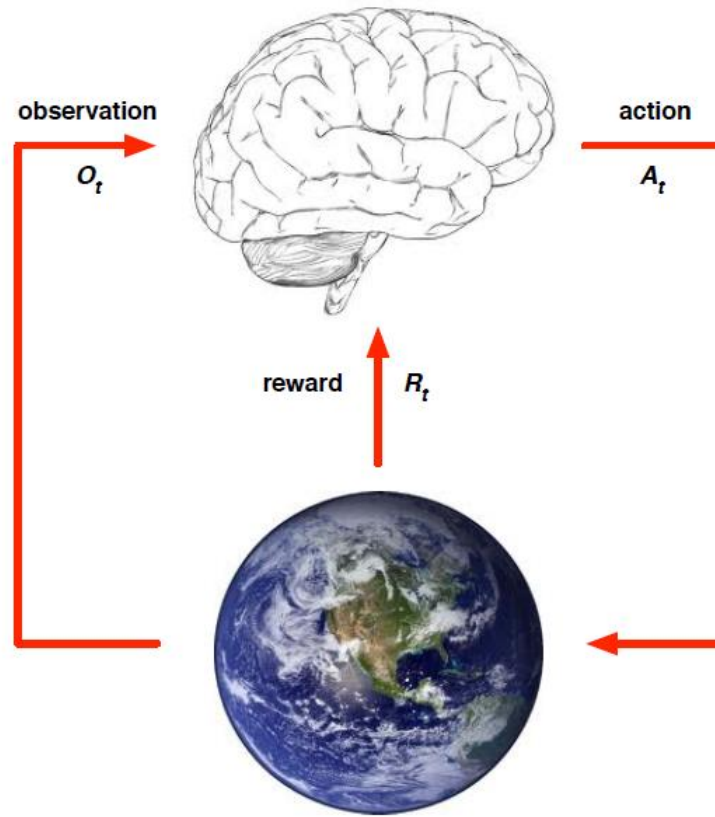 observation
O_t
action
A_t
reward
R_t